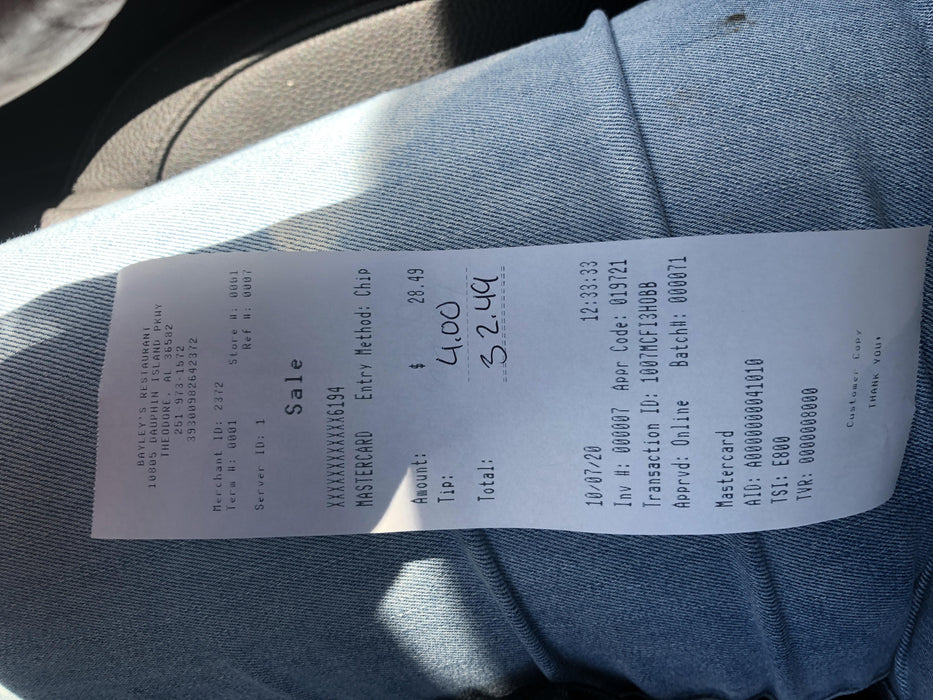 BAYLEY'S RESTAURANT
10805 DAUPHIN ISLAND PKWY
THEODORE, AL 36582
251 973-1572
39300982642372
Merchant ID: 2372
Term #: 0001 Store #: 0001
Ref #: 0007
Server ID: 1
Sale
XXXXXXXXXXXX6194
MASTERCARD Entry Method: Chip
Amount: $ 28.49
Tip: 4.00
Total: 32.49
10/07/20 12:33:33
Inv #: 000007 Appr Code: 019721
Transaction ID: 1007MCFI3HOBB
Apprvd: Online Batch#: 000071
Mastercard
AID: A0000000041010
TSI: E800
TVR: 0000008000
Customer Copy
THANK YOU!